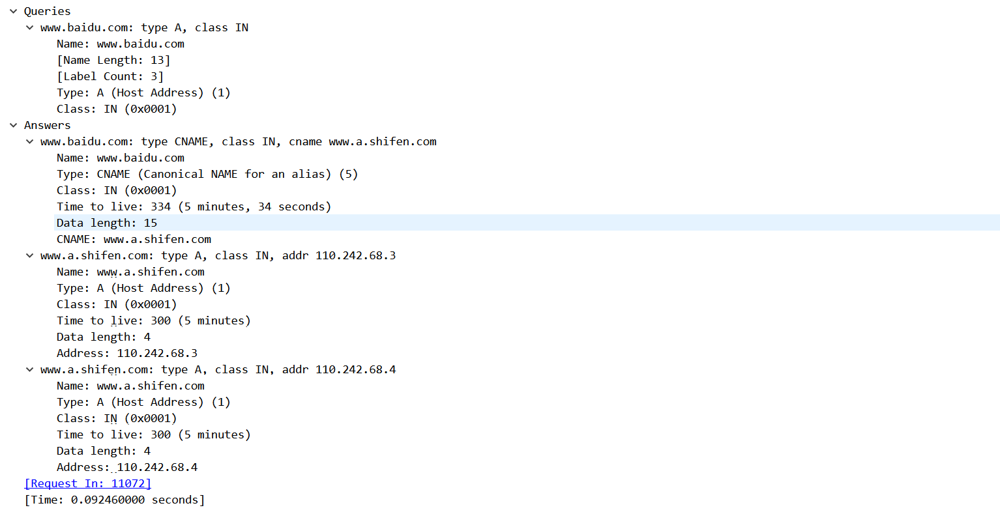 Queries
www.baidu.com: type A, class IN
Name: www.baidu.com
[Name Length: 13]
[Label Count: 3]
Type: A (Host Address) (1)
Class: IN (0x0001)
Answers
www.baidu.com: type CNAME, class IN, cname www.a.shifen.com
Name: www.baidu.com
Type: CNAME (Canonical NAME for an alias) (5)
Class: IN (0x0001)
Time to live: 334 (5 minutes, 34 seconds)
Data length: 15
CNAME: www.a.shifen.com
www.a.shifen.com: type A, class IN, addr 110.242.68.3
Name: www.a.shifen.com
Type: A (Host Address) (1)
Class: IN (0x0001)
Time to live: 300 (5 minutes)
Data length: 4
Address: 110.242.68.3
www.a.shifen.com: type A, class IN, addr 110.242.68.4
Name: www.a.shifen.com
Type: A (Host Address) (1)
Class: IN (0x0001)
Time to live: 300 (5 minutes)
Data length: 4
Address: 110.242.68.4
[Request In: 11072]
[Time: 0.092460000 seconds]